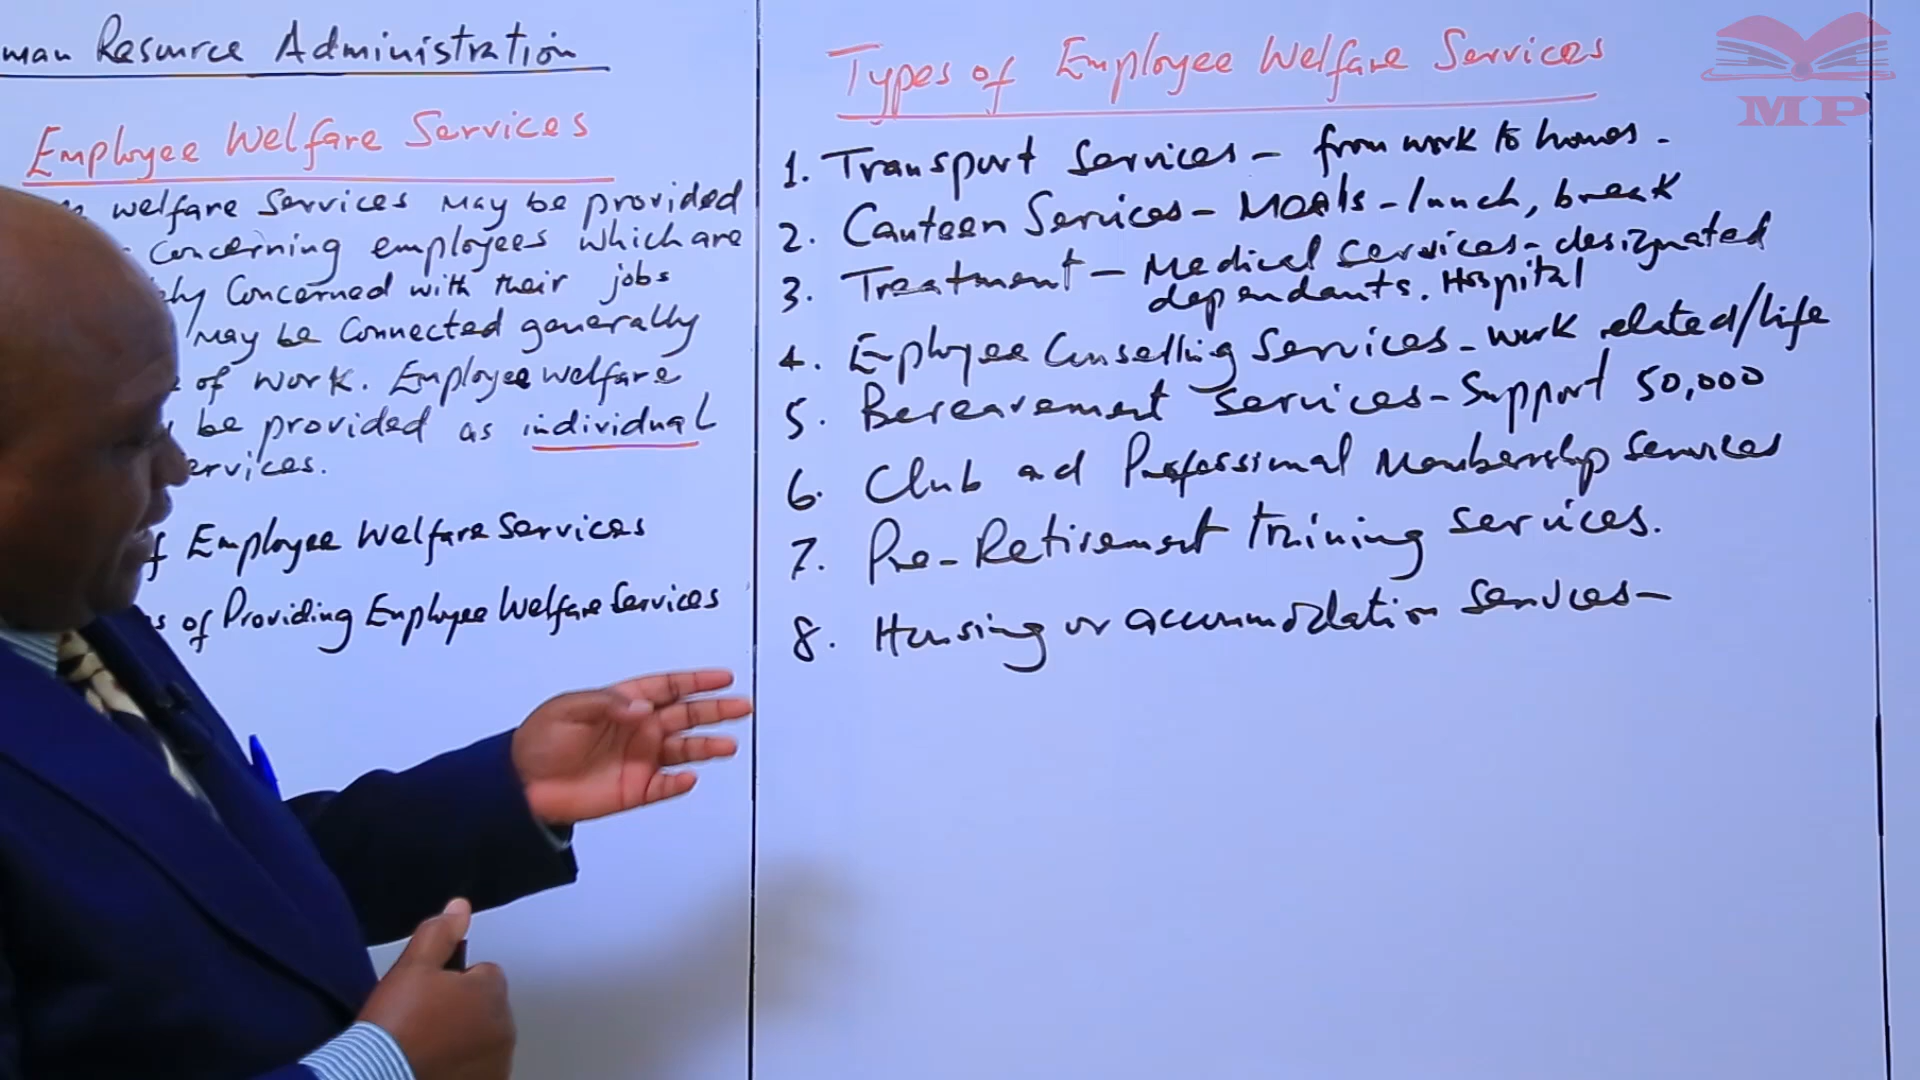 man Resource Administration
Employee Welfare Services
welfare Services may be provided
concerning employees which are
concerned with their jobs
may be connected generally
of work. Employee welfare
be provided as individual
services.
of Employee Welfare Services
of Providing Employee Welfare Services
Types of Employee Welfare Services
1. Transport Services - from work to homes.
2. Canteen Services - Meals - lunch, break
3. Treatment - Medical services - designated
dependants. Hospital
4. Employee Counselling Services - work related/life
5. Bereavement services - Support 50,000
6. Club and Professional Membership Services
7. Pre-Retirement Training Services.
8. Housing or accommodation Services -
MP